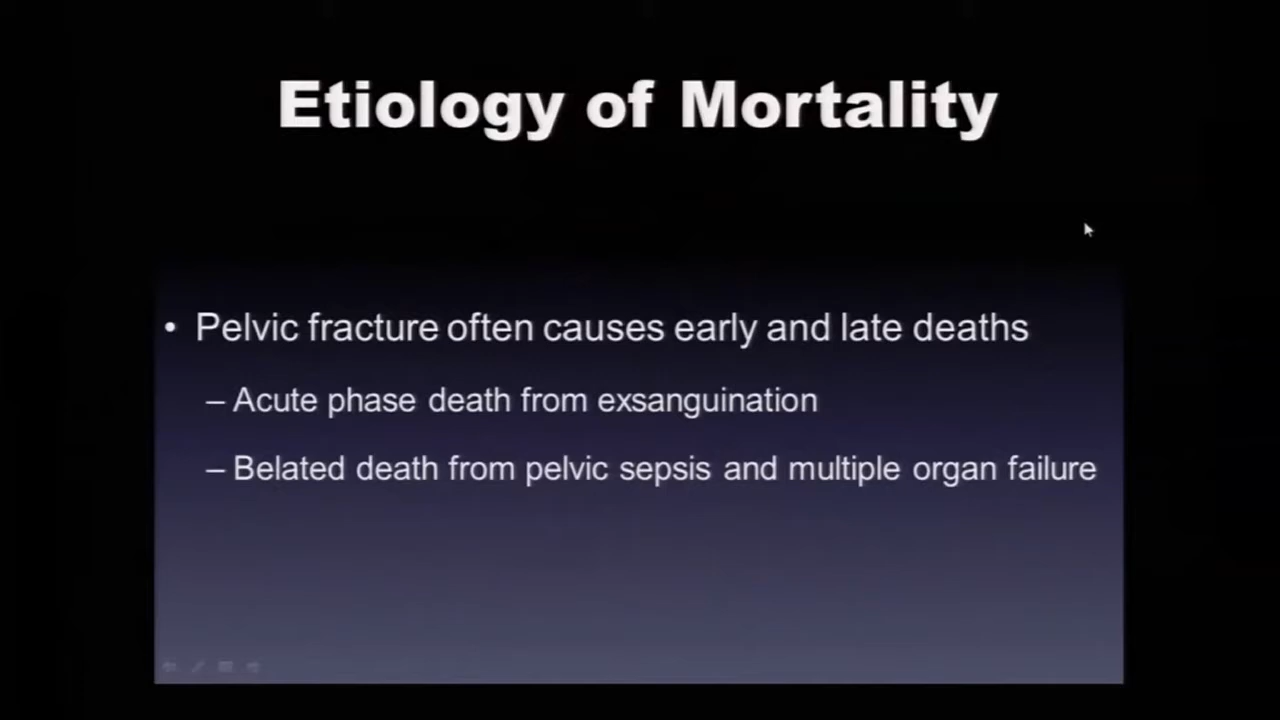 Etiology of Mortality
• Pelvic fracture often causes early and late deaths
– Acute phase death from exsanguination
– Belated death from pelvic sepsis and multiple organ failure